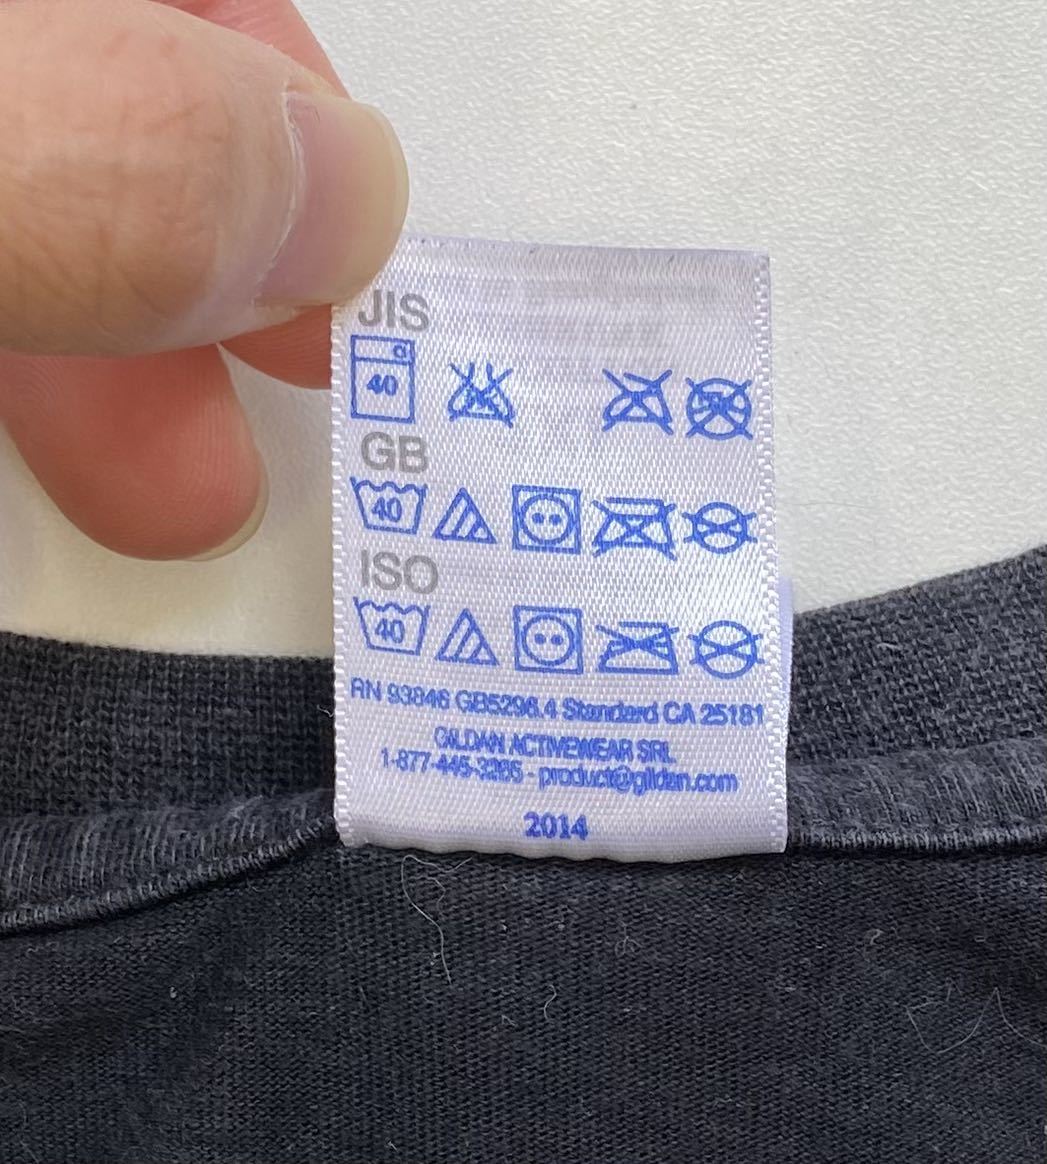 JIS
40
GB
40
ISO
40
RN 93846 GB5296.4 Standard CA 25181
GILDAN ACTIVEWEAR SRL
1-877-445-3265 - product@gildan.com
2014